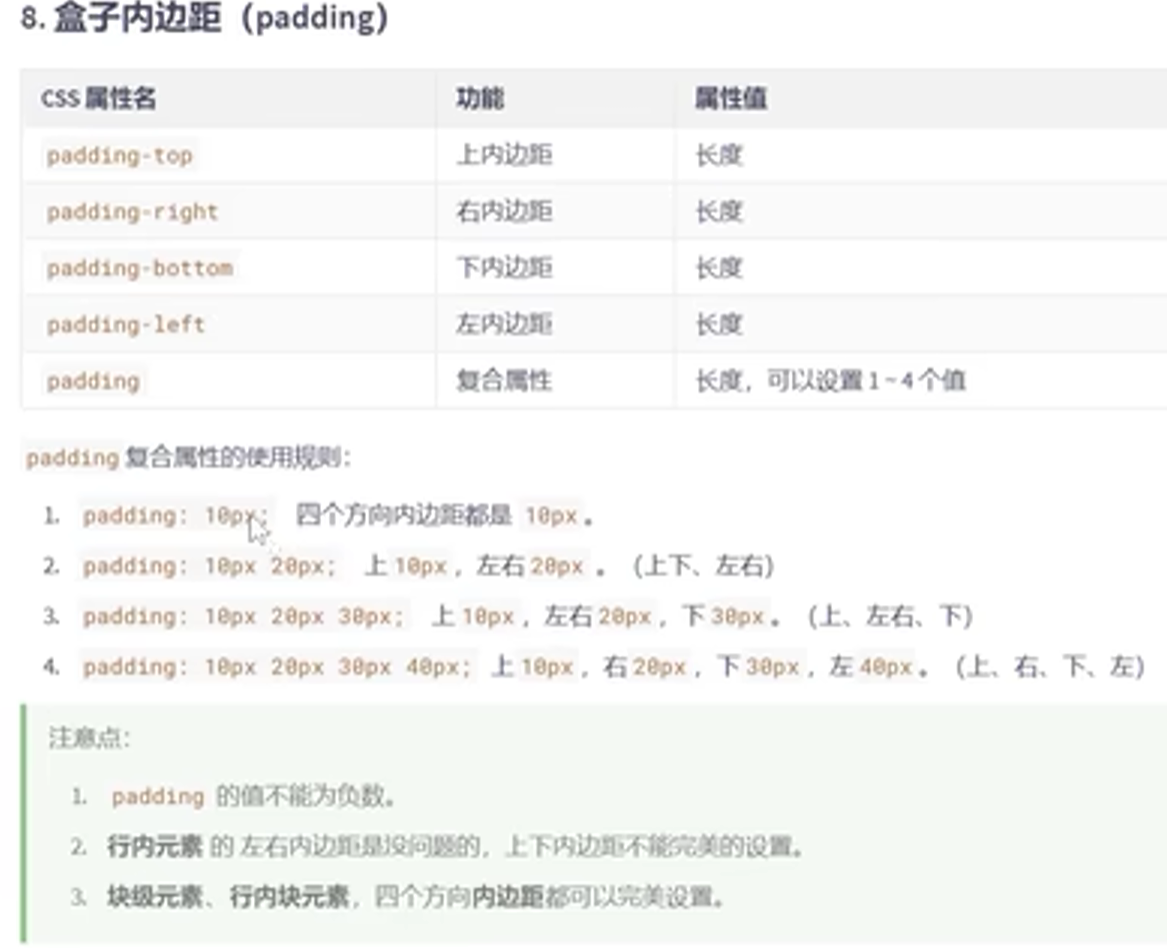 8. 盒子内边距（padding）
CSS 属性名 功能 属性值
padding-top 上内边距 长度
padding-right 右内边距 长度
padding-bottom 下内边距 长度
padding-left 左内边距 长度
padding 复合属性 长度，可以设置 1 ~ 4 个值
padding 复合属性的使用规则：
1. padding: 10px; 四个方向内边距都是 10px 。
2. padding: 10px 20px; 上 10px ，左右 20px 。（上下、左右）
3. padding: 10px 20px 30px; 上 10px ，左右 20px ，下 30px 。（上、左右、下）
4. padding: 10px 20px 30px 40px; 上 10px ，右 20px ，下 30px ，左 40px 。（上、右、下、左）
注意点：
1. padding 的值不能为负数。
2. 行内元素 的 左右内边距是没问题的，上下内边距不能完美的设置。
3. 块级元素、行内块元素，四个方向内边距都可以完美设置。